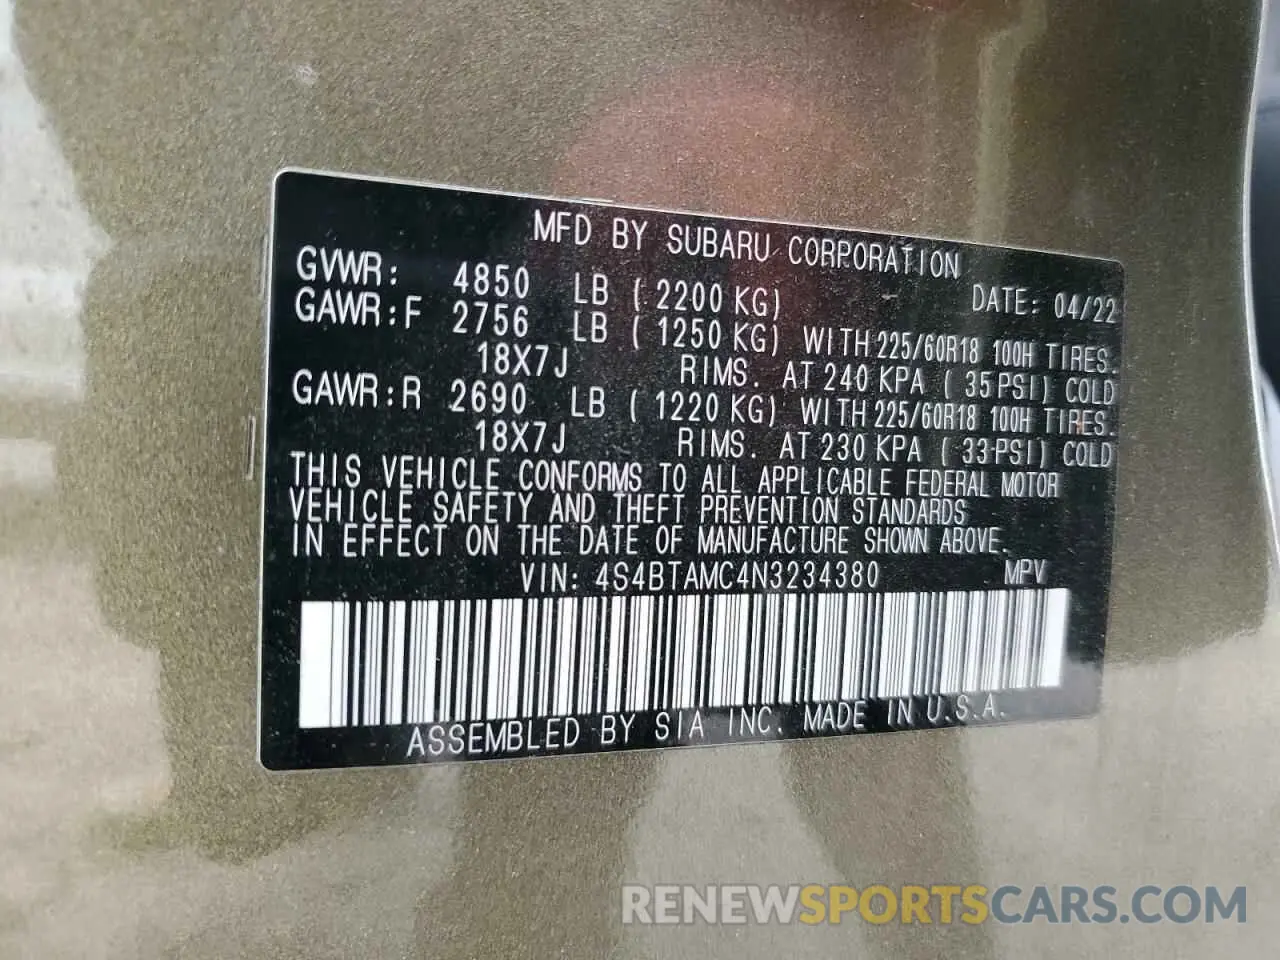 MFD BY SUBARU CORPORATION
GVWR: 4850 LB ( 2200 KG) DATE: 04/22
GAWR:F 2756 LB ( 1250 KG) WITH 225/60R18 100H TIRES.
18X7J RIMS. AT 240 KPA ( 35 PSI) COLD
GAWR:R 2690 LB ( 1220 KG) WITH 225/60R18 100H TIRES.
18X7J RIMS. AT 230 KPA ( 33 PSI) COLD
THIS VEHICLE CONFORMS TO ALL APPLICABLE FEDERAL MOTOR
VEHICLE SAFETY AND THEFT PREVENTION STANDARDS
IN EFFECT ON THE DATE OF MANUFACTURE SHOWN ABOVE.
VIN: 4S4BTAMC4N3234380 MPV
ASSEMBLED BY SIA INC. MADE IN U.S.A.
RENEWSPORTSCARS.COM